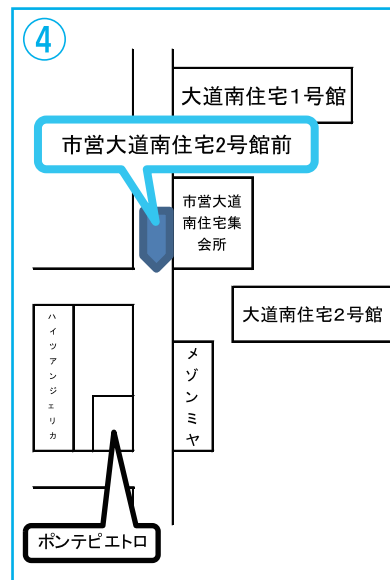 ④
大道南住宅1号館
市営大道南住宅2号館前
市営大道
南住宅集
会所
大道南住宅2号館
ハイツアンジェリカ
メゾンミヤ
ポンテピエトロ